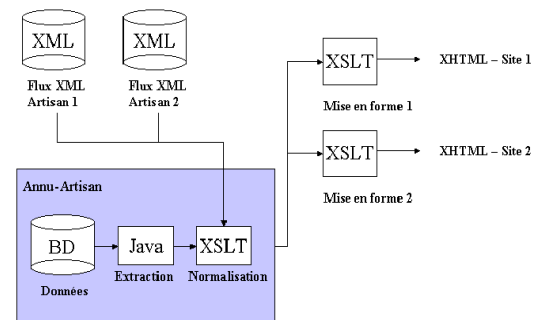 XML
XML
Flux XML
Artisan 1
Flux XML
Artisan 2
XSLT
XHTML – Site 1
Mise en forme 1
XSLT
XHTML – Site 2
Mise en forme 2
Annu-Artisan
BD
Java
XSLT
Données
Extraction
Normalisation